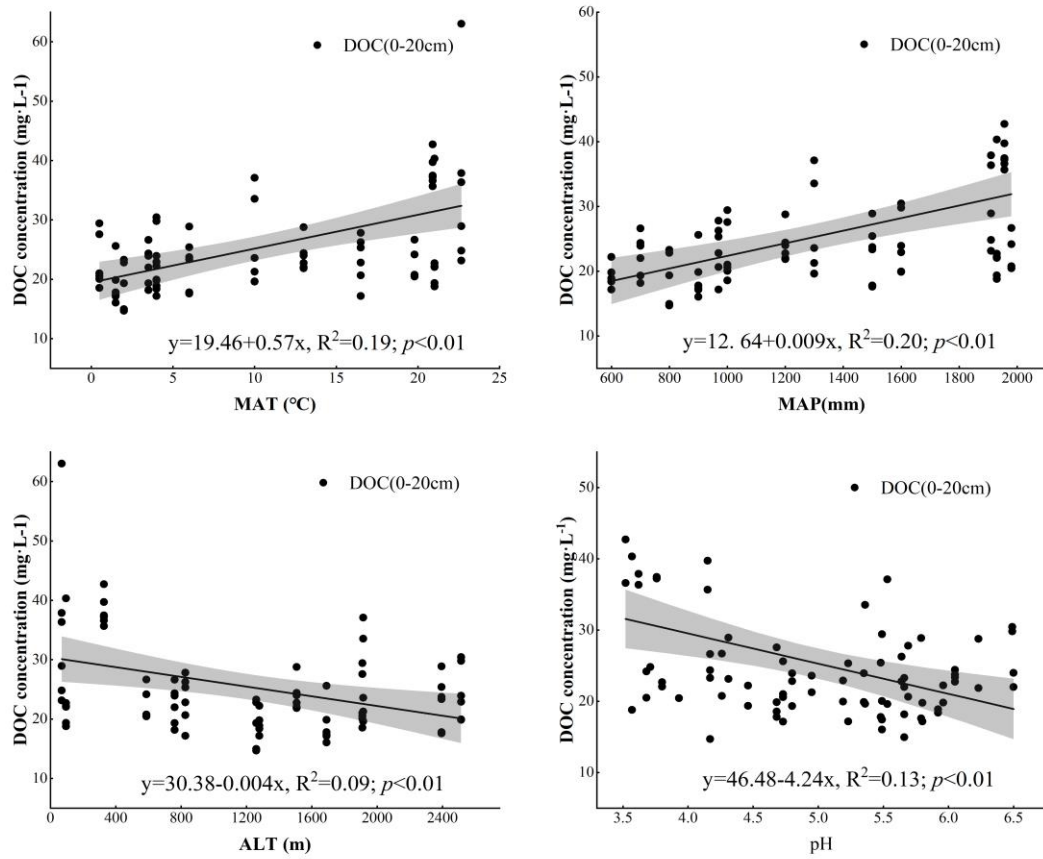 60
50
40
30
20
10
DOC concentration (mg·L-1)
DOC(0-20cm)
y=19.46+0.57x, R²=0.19; p<0.01
0 5 10 15 20 25
MAT (℃)
60
50
40
30
20
10
DOC concentration (mg·L-1)
DOC(0-20cm)
y=12. 64+0.009x, R²=0.20; p<0.01
600 800 1000 1200 1400 1600 1800 2000
MAP(mm)
60
50
40
30
20
10
DOC concentration (mg·L-1)
DOC(0-20cm)
y=30.38-0.004x, R²=0.09; p<0.01
0 400 800 1200 1600 2000 2400
ALT (m)
50
40
30
20
10
DOC concentration (mg·L⁻¹)
DOC(0-20cm)
y=46.48-4.24x, R²=0.13; p<0.01
3.5 4.0 4.5 5.0 5.5 6.0 6.5
pH